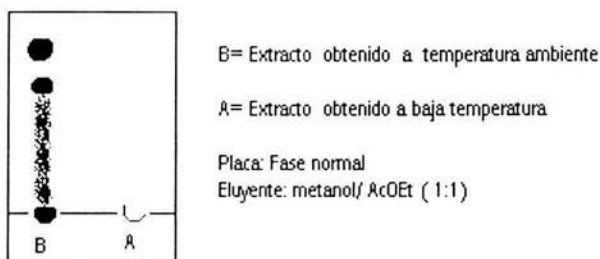 B= Extracto obtenido a temperatura ambiente
A= Extracto obtenido a baja temperatura
Placa: Fase normal
Eluyente: metanol/ AcOEt ( 1:1)
B A